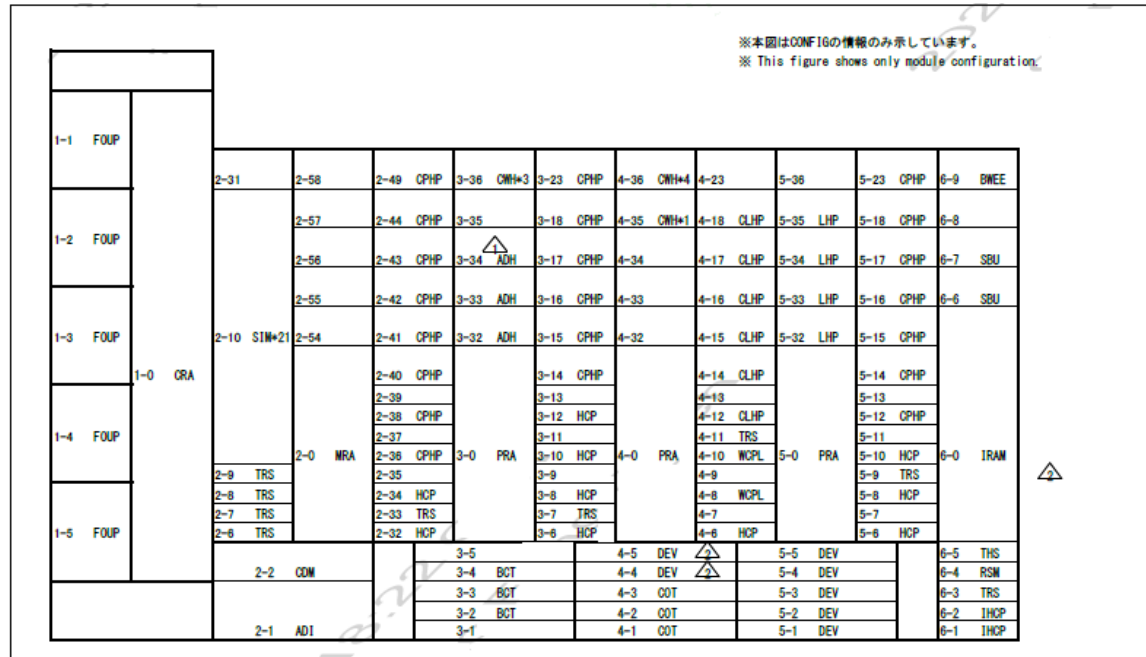 ※本図はCONFIGの情報のみ示しています。
※ This figure shows only module configuration.
1-1 FOUP
2-31 2-58 2-49 CPHP 3-36 CWH*3 3-23 CPHP 4-36 CWH*4 4-23 5-36 5-23 CPHP 6-9 BWEE
2-57 2-44 CPHP 3-35 3-18 CPHP 4-35 CWH*1 4-18 CLHP 5-35 LHP 5-18 CPHP 6-8
1-2 FOUP
1
2-56 2-43 CPHP 3-34 ADH 3-17 CPHP 4-34 4-17 CLHP 5-34 LHP 5-17 CPHP 6-7 SBU
2-55 2-42 CPHP 3-33 ADH 3-16 CPHP 4-33 4-16 CLHP 5-33 LHP 5-16 CPHP 6-6 SBU
1-3 FOUP 2-10 SIM*21 2-54 2-41 CPHP 3-32 ADH 3-15 CPHP 4-32 4-15 CLHP 5-32 LHP 5-15 CPHP
1-0 CRA 2-40 CPHP 3-14 CPHP 4-14 CLHP 5-14 CPHP
2-39 3-13 4-13 5-13
2-38 CPHP 3-12 HCP 4-12 CLHP 5-12 CPHP
1-4 FOUP 2-37 3-11 4-11 TRS 5-11
2-0 MRA 2-36 CPHP 3-0 PRA 3-10 HCP 4-0 PRA 4-10 WCPL 5-0 PRA 5-10 HCP 6-0 IRAM
2-9 TRS 2-35 3-9 4-9 5-9 TRS 2
2-8 TRS 2-34 HCP 3-8 HCP 4-8 WCPL 5-8 HCP
2-7 TRS 2-33 TRS 3-7 TRS 4-7 5-7
1-5 FOUP 2-6 TRS 2-32 HCP 3-6 HCP 4-6 HCP 5-6 HCP
3-5 4-5 DEV 2 5-5 DEV 6-5 THS
2-2 CDM 3-4 BCT 4-4 DEV 2 5-4 DEV 6-4 RSM
3-3 BCT 4-3 COT 5-3 DEV 6-3 TRS
3-2 BCT 4-2 COT 5-2 DEV 6-2 IHCP
2-1 ADI 3-1 4-1 COT 5-1 DEV 6-1 IHCP